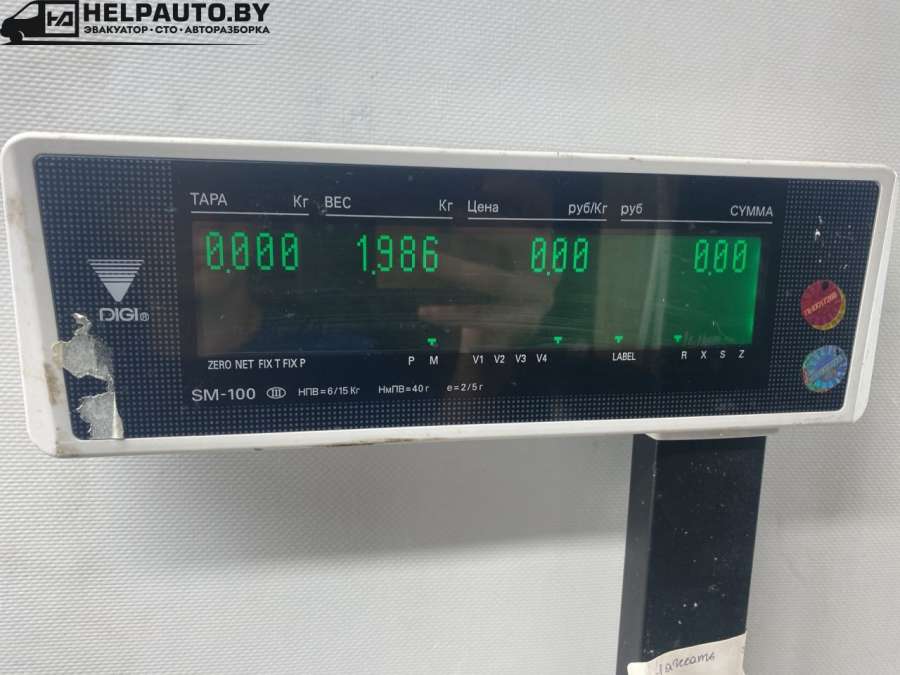 HELPAUTO.BY
ЭВАКУАТОР • СТО • АВТОРАЗБОРКА
ТАРА Кг ВЕС Кг Цена руб/Кг руб СУММА
0.000 1.986 0.00 0.00
DIGI®
ZERO NET FIX T FIX P P M V1 V2 V3 V4 LABEL R X S Z
SM-100 III НПВ=6/15 Кг НмПВ=40 г е=2/5 г